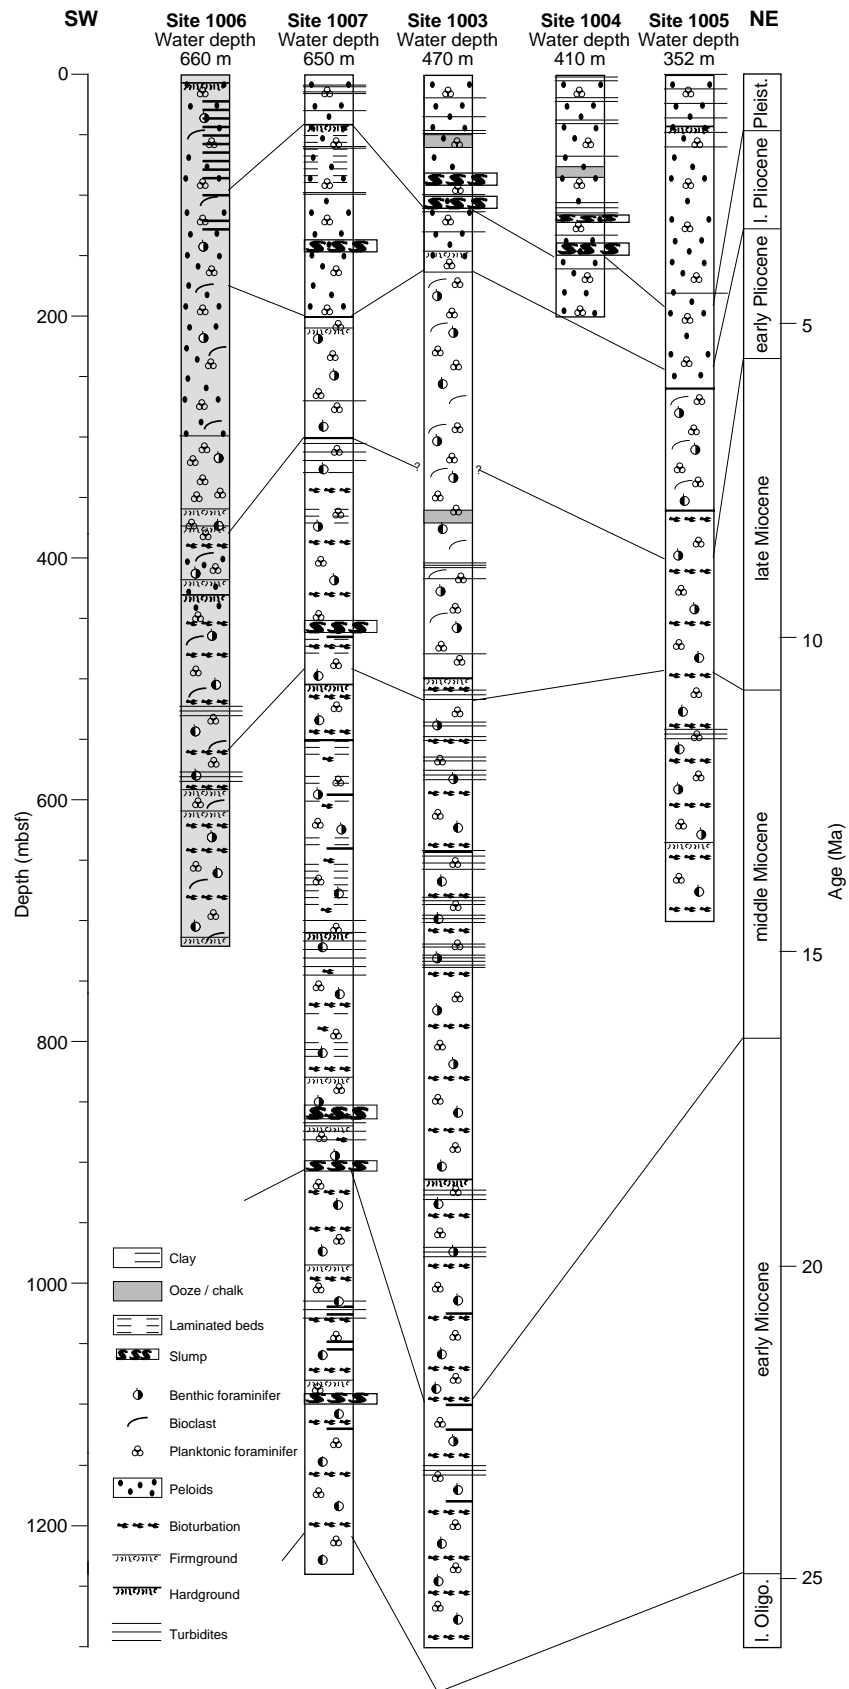 SW
Site 1006
Water depth
660 m
Site 1007
Water depth
650 m
Site 1003
Water depth
470 m
Site 1004
Water depth
410 m
Site 1005
Water depth
352 m
NE
0
200
400
600
800
1000
1200
Depth (mbsf)
?
?
Pleist.
l. Pliocene
early Pliocene
late Miocene
middle Miocene
early Miocene
l. Oligo.
5
10
15
20
25
Age (Ma)
Clay
Ooze / chalk
Laminated beds
Slump
Benthic foraminifer
Bioclast
Planktonic foraminifer
Peloids
Bioturbation
Firmground
Hardground
Turbidites